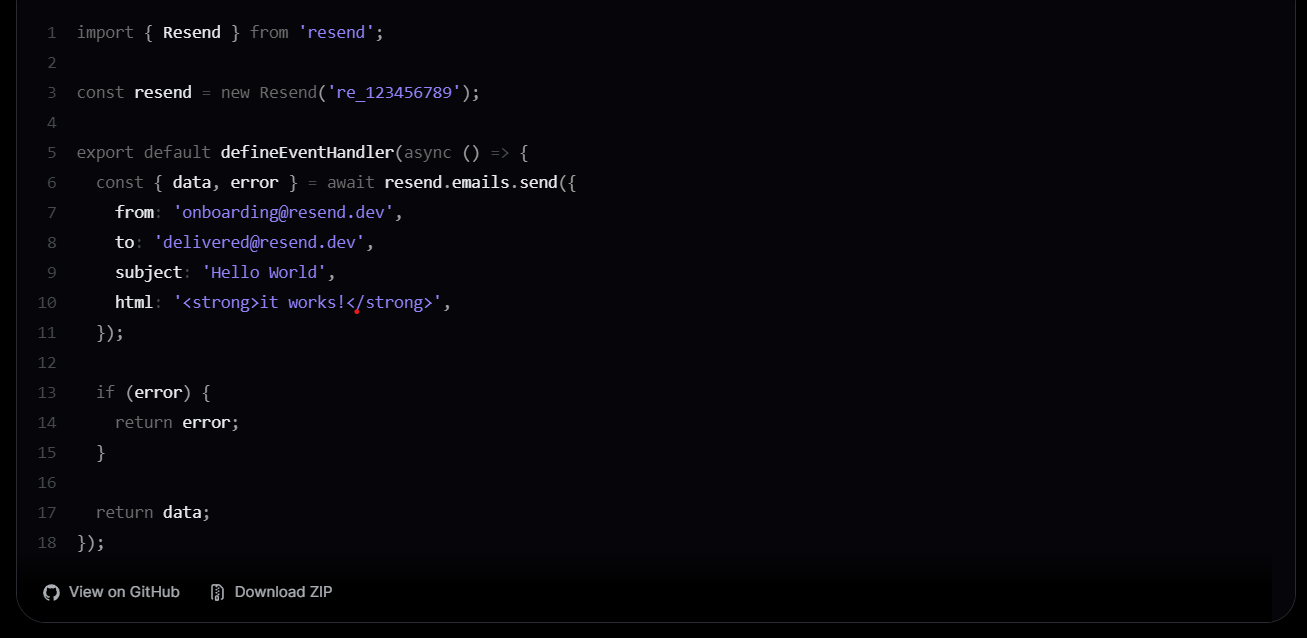 1 import { Resend } from 'resend';
2
3 const resend = new Resend('re_123456789');
4
5 export default defineEventHandler(async () => {
6   const { data, error } = await resend.emails.send({
7     from: 'onboarding@resend.dev',
8     to: 'delivered@resend.dev',
9     subject: 'Hello World',
10     html: '<strong>it works!</strong>',
11   });
12
13   if (error) {
14     return error;
15   }
16
17   return data;
18 });
View on GitHub Download ZIP